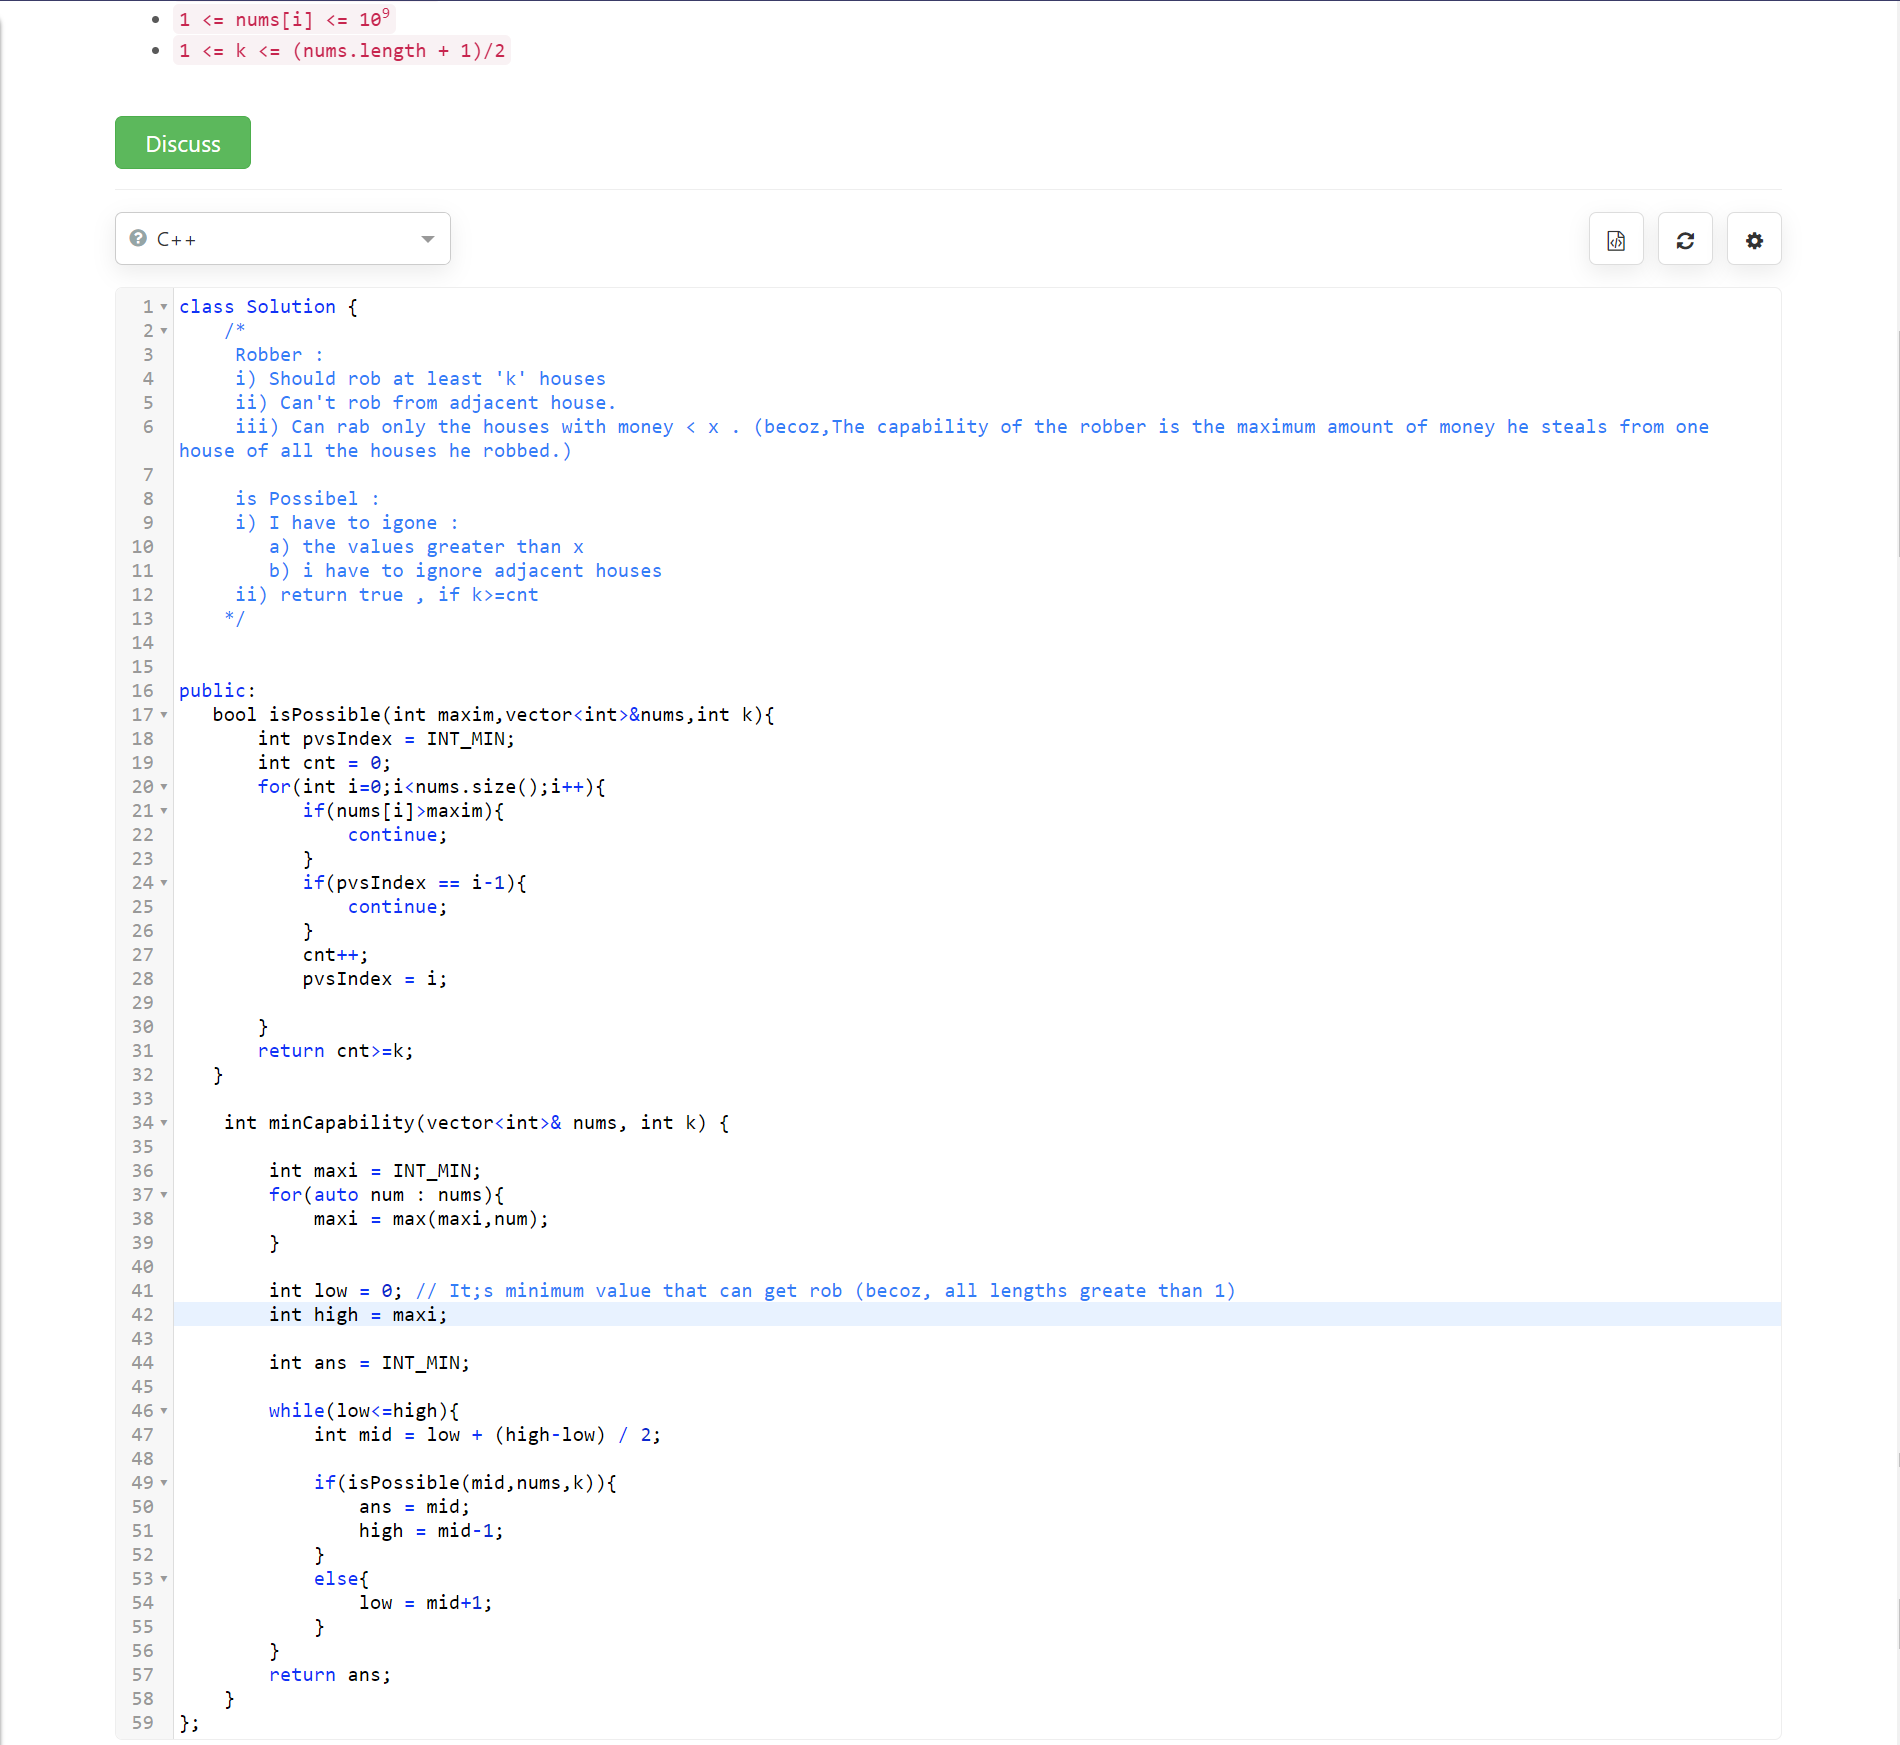 1 <= nums[i] <= 10⁹
1 <= k <= (nums.length + 1)/2
Discuss
C++
1 class Solution {
2     /*
3      Robber :
4      i) Should rob at least 'k' houses
5      ii) Can't rob from adjacent house.
6      iii) Can rab only the houses with money < x . (becoz,The capability of the robber is the maximum amount of money he steals from one
house of all the houses he robbed.)
7
8      is Possibel :
9      i) I have to igone :
10        a) the values greater than x
11        b) i have to ignore adjacent houses
12     ii) return true , if k>=cnt
13    */
14
15
16 public:
17    bool isPossible(int maxim,vector<int>&nums,int k){
18        int pvsIndex = INT_MIN;
19        int cnt = 0;
20        for(int i=0;i<nums.size();i++){
21            if(nums[i]>maxim){
22                continue;
23            }
24            if(pvsIndex == i-1){
25                continue;
26            }
27            cnt++;
28            pvsIndex = i;
29
30        }
31        return cnt>=k;
32    }
33
34     int minCapability(vector<int>& nums, int k) {
35
36         int maxi = INT_MIN;
37         for(auto num : nums){
38             maxi = max(maxi,num);
39         }
40
41         int low = 0; // It;s minimum value that can get rob (becoz, all lengths greate than 1)
42         int high = maxi;
43
44         int ans = INT_MIN;
45
46         while(low<=high){
47             int mid = low + (high-low) / 2;
48
49             if(isPossible(mid,nums,k)){
50                 ans = mid;
51                 high = mid-1;
52             }
53             else{
54                 low = mid+1;
55             }
56         }
57         return ans;
58     }
59 };